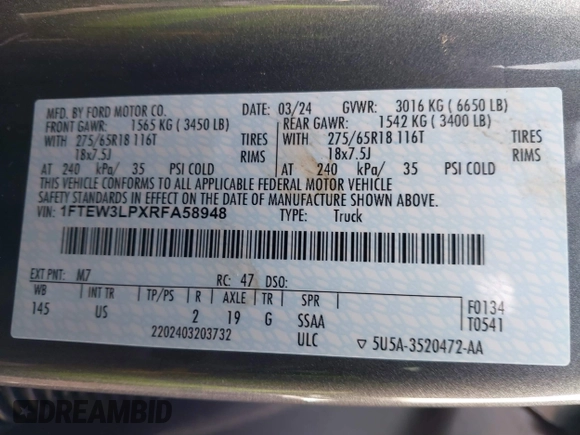 MFD. BY FORD MOTOR CO. DATE: 03/24 GVWR: 3016 KG ( 6650 LB)
FRONT GAWR: 1565 KG ( 3450 LB) REAR GAWR: 1542 KG ( 3400 LB)
WITH 275/65R18 116T TIRES WITH 275/65R18 116T TIRES
18x7.5J RIMS 18x7.5J RIMS
AT 240 kPa/ 35 PSI COLD AT 240 kPa/ 35 PSI COLD
THIS VEHICLE CONFORMS TO ALL APPLICABLE FEDERAL MOTOR VEHICLE
SAFETY STANDARDS IN EFFECT ON THE DATE OF MANUFACTURE SHOWN ABOVE.
VIN: 1FTEW3LPXRFA58948 TYPE: Truck
EXT PNT: M7 RC: 47 DSO:
WB INT TR TP/PS R AXLE TR SPR
145 US 2 19 G SSAA
F0134
T0541
2202403203732 ULC ▽ 5U5A-3520472-AA
DREAMBID